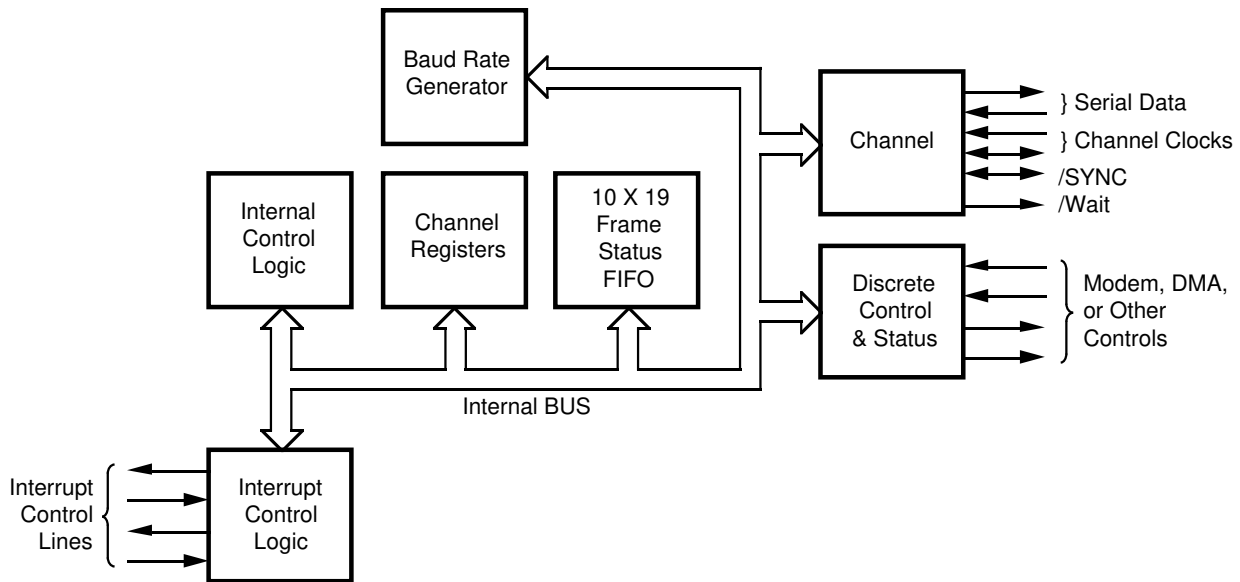 Baud Rate
Generator
Channel
} Serial Data
} Channel Clocks
/SYNC
/Wait
Internal
Control
Logic
Channel
Registers
10 X 19
Frame
Status
FIFO
Discrete
Control
& Status
Modem, DMA,
or Other
Controls
Internal BUS
Interrupt
Control
Lines
Interrupt
Control
Logic